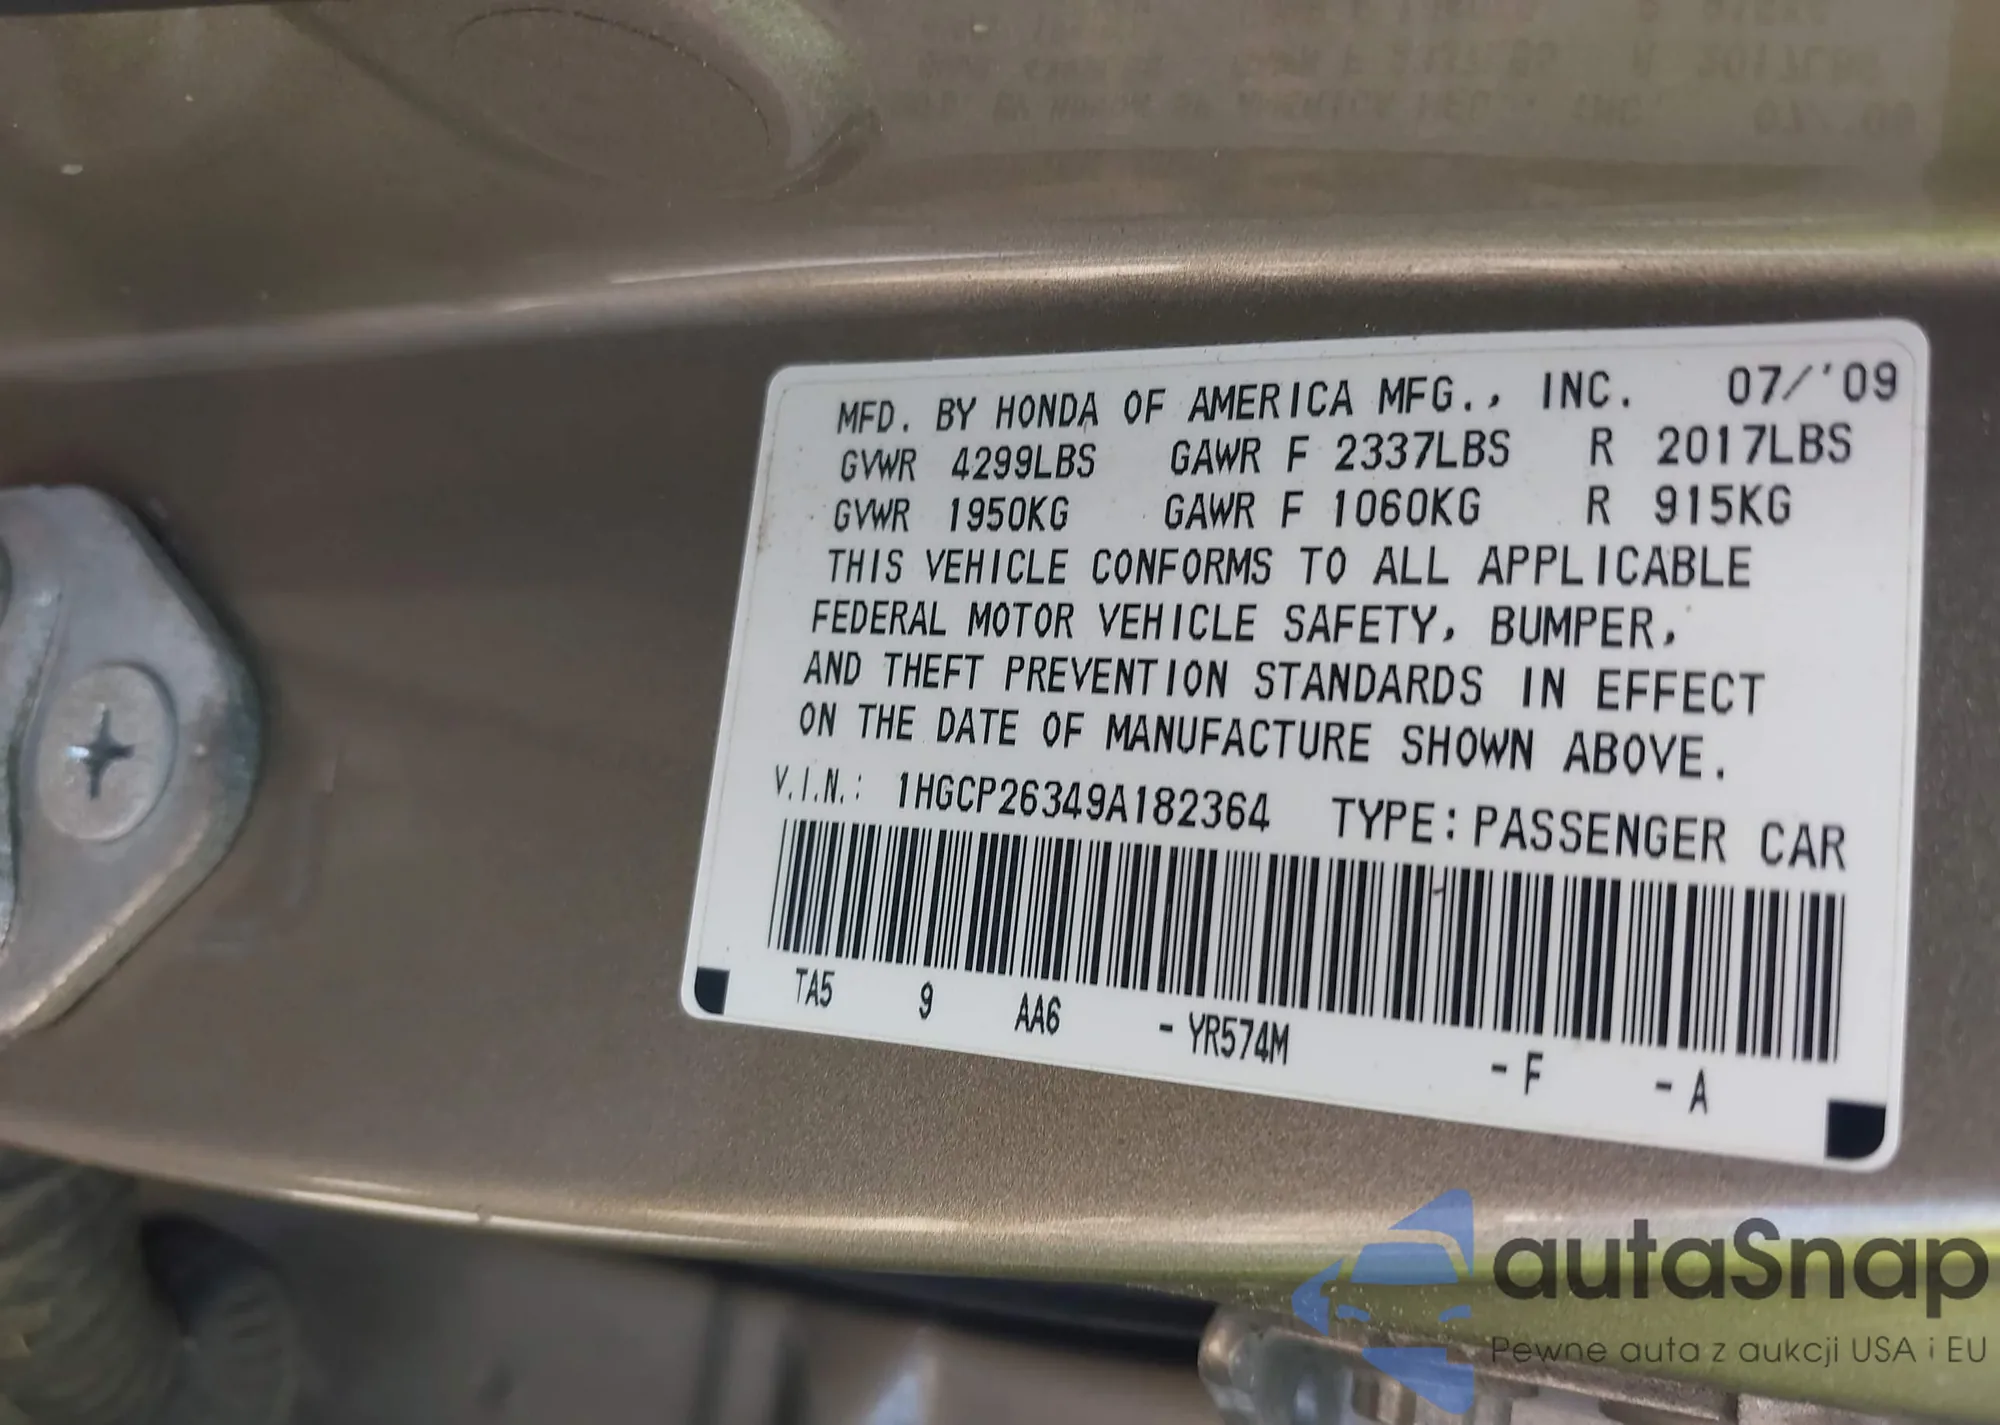 MFD. BY HONDA OF AMERICA MFG., INC. 07/'09
GVWR 4299LBS GAWR F 2337LBS R 2017LBS
GVWR 1950KG GAWR F 1060KG R 915KG
THIS VEHICLE CONFORMS TO ALL APPLICABLE
FEDERAL MOTOR VEHICLE SAFETY, BUMPER,
AND THEFT PREVENTION STANDARDS IN EFFECT
ON THE DATE OF MANUFACTURE SHOWN ABOVE.
V.I.N.: 1HGCP26349A182364 TYPE:PASSENGER CAR
TA5 9 AA6 -YR574M -F -A
autaSnap
Pewne auta z aukcji USA i EU